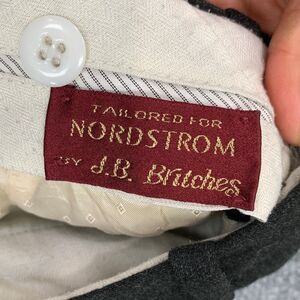 TAILORED FOR
NORDSTROM
BY J.B. Britches